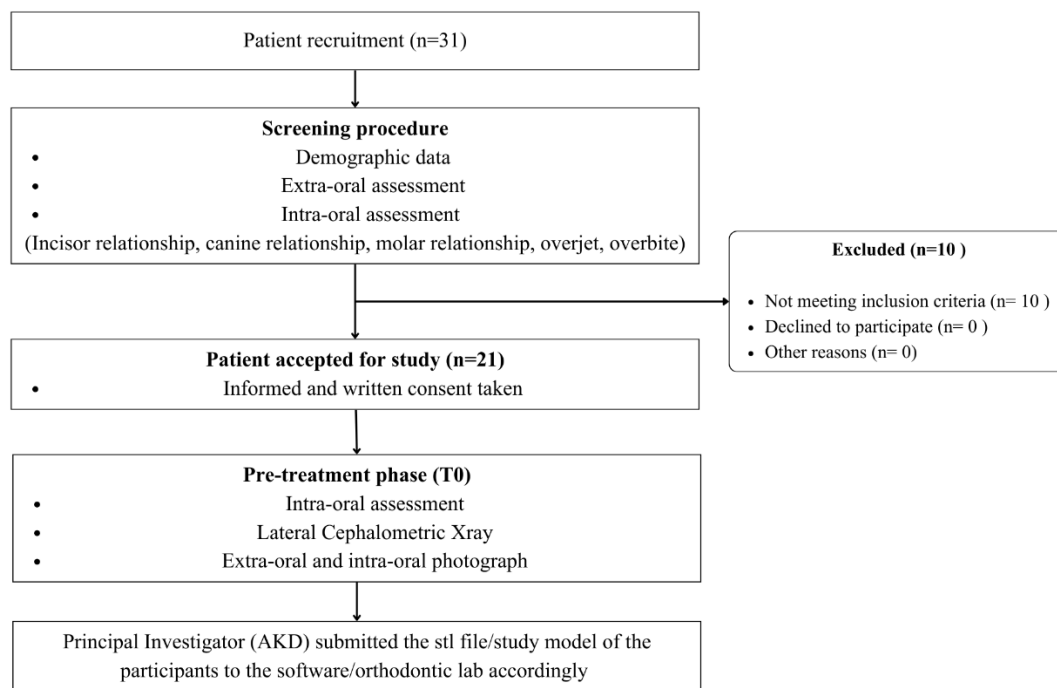 Patient recruitment (n=31)
Screening procedure
• Demographic data
• Extra-oral assessment
• Intra-oral assessment
(Incisor relationship, canine relationship, molar relationship, overjet, overbite)
Excluded (n=10 )
• Not meeting inclusion criteria (n= 10 )
• Declined to participate (n= 0 )
• Other reasons (n= 0)
Patient accepted for study (n=21)
• Informed and written consent taken
Pre-treatment phase (T0)
• Intra-oral assessment
• Lateral Cephalometric Xray
• Extra-oral and intra-oral photograph
Principal Investigator (AKD) submitted the stl file/study model of the
participants to the software/orthodontic lab accordingly